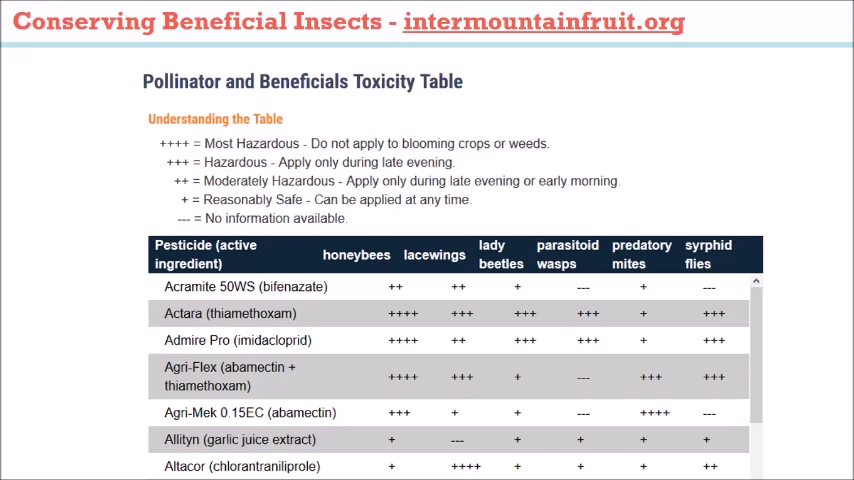 Conserving Beneficial Insects - intermountainfruit.org
Pollinator and Beneficials Toxicity Table
Understanding the Table
++++ = Most Hazardous - Do not apply to blooming crops or weeds.
+++ = Hazardous - Apply only during late evening.
++ = Moderately Hazardous - Apply only during late evening or early morning.
+ = Reasonably Safe - Can be applied at any time.
--- = No information available.
Pesticide (active ingredient) honeybees lacewings lady beetles parasitoid wasps predatory mites syrphid flies
Acramite 50WS (bifenazate) ++ ++ + --- + ---
Actara (thiamethoxam) ++++ +++ +++ +++ + +++
Admire Pro (imidacloprid) ++++ ++ +++ +++ + +++
Agri-Flex (abamectin + thiamethoxam) ++++ +++ + --- +++ +++
Agri-Mek 0.15EC (abamectin) +++ + + --- ++++ ---
Allityn (garlic juice extract) + --- + + + +
Altacor (chlorantraniliprole) + ++++ + + + ++